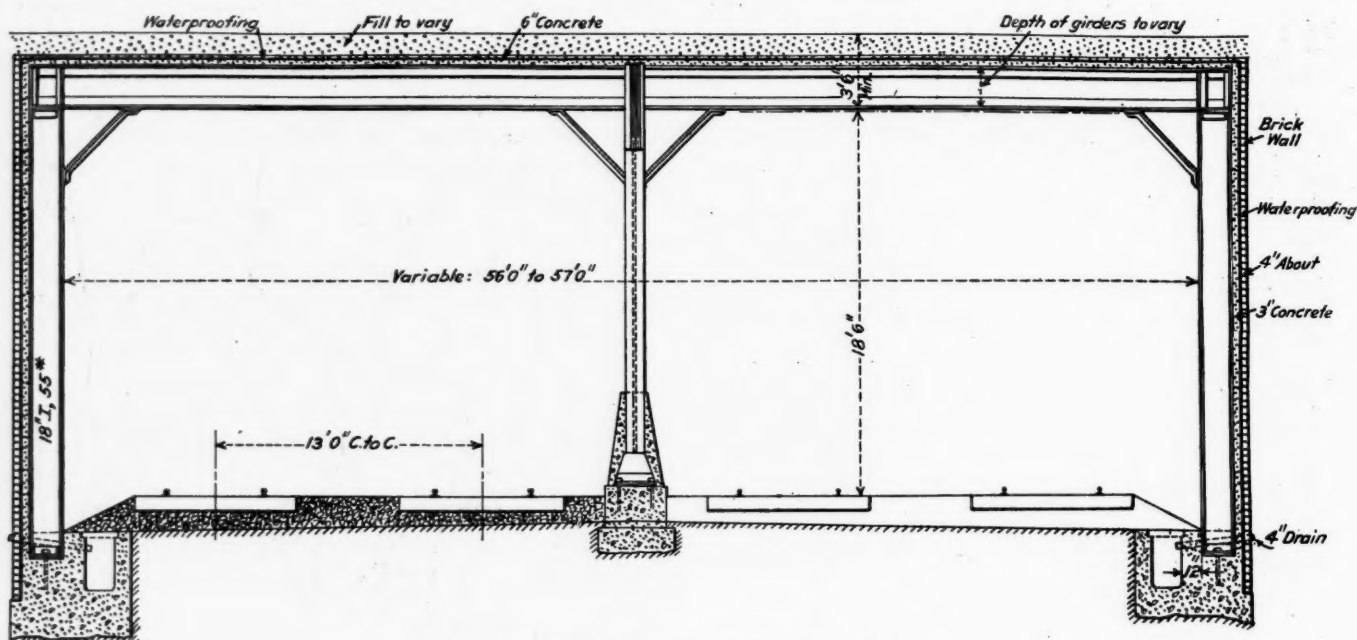 Waterproofing
Fill to vary
6"Concrete
Depth of girders to vary
3'6"
Min.
Brick
Wall
Waterproofing
Variable: 56'0" to 57'0"
4"About
3"Concrete
18'6"
18"I, 55#
13'0"C. to C.
4"Drain
12"